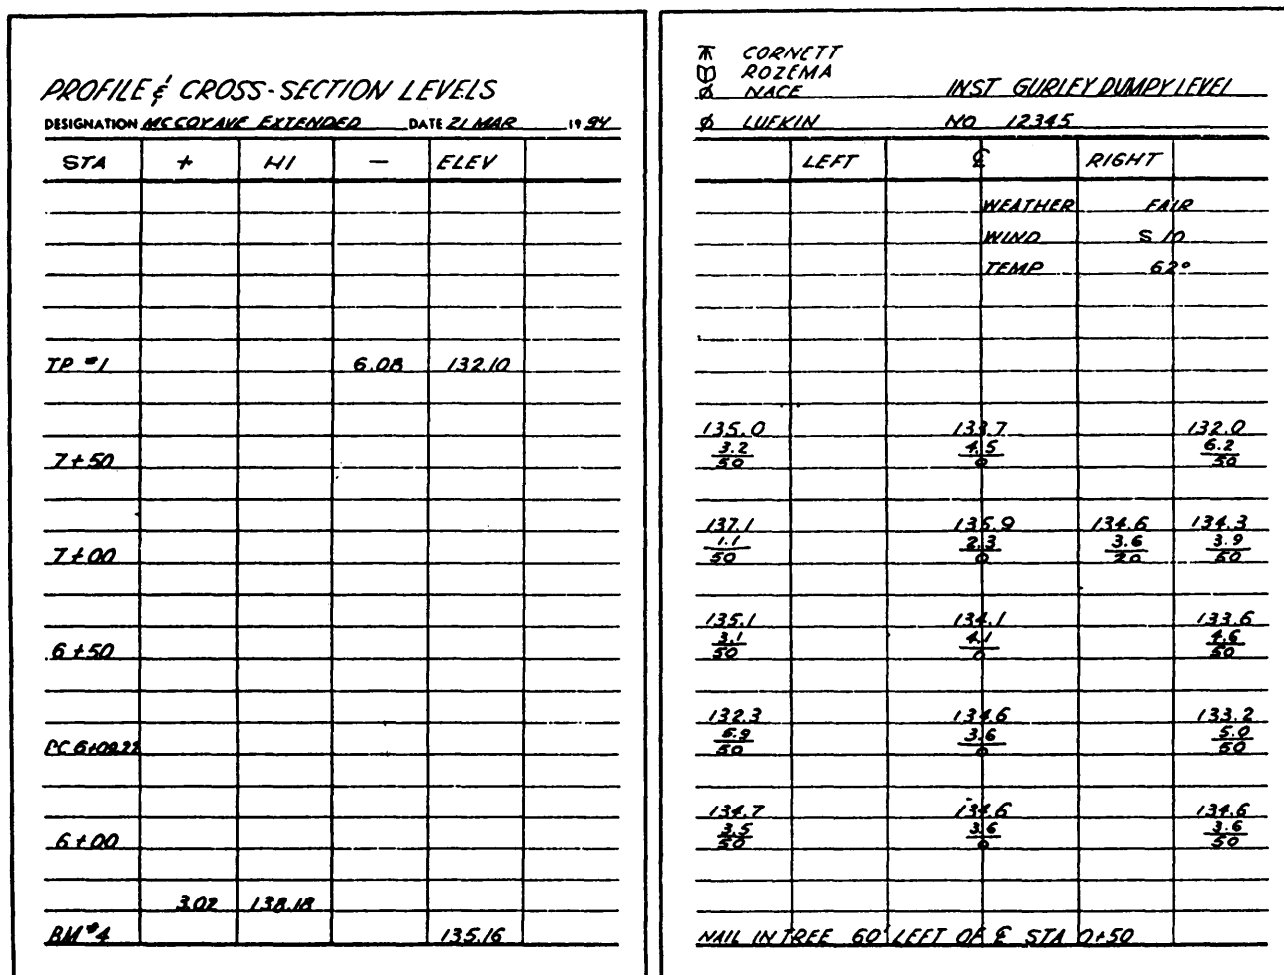 PROFILE & CROSS-SECTION LEVELS
DESIGNATION MCCOY AVE EXTENDED DATE 21 MAR 19 94
STA + HI — ELEV
TP #1 6.08 132.10
7+50
7+00
6+50
PC 6+09.22
6+00
3.02 138.18
BM #4 135.16
CORNETT
ROZEMA
NACE INST GURLEY DUMPY LEVEL
Ø LUFKIN NO 12345
LEFT ℄ RIGHT
WEATHER FAIR
WIND S 10
TEMP 62°
135.0 133.7 132.0
3.2 4.5 6.2
50 0 50
137.1 135.9 134.6 134.3
1.1 2.3 3.6 3.9
50 0 20 50
135.1 134.1 133.6
3.1 4.1 4.6
50 0 50
132.3 134.6 133.2
5.9 3.6 5.0
50 0 50
134.7 134.6 134.6
3.5 3.6 3.6
50 0 50
NAIL IN TREE 60' LEFT OF ℄ STA 0+50